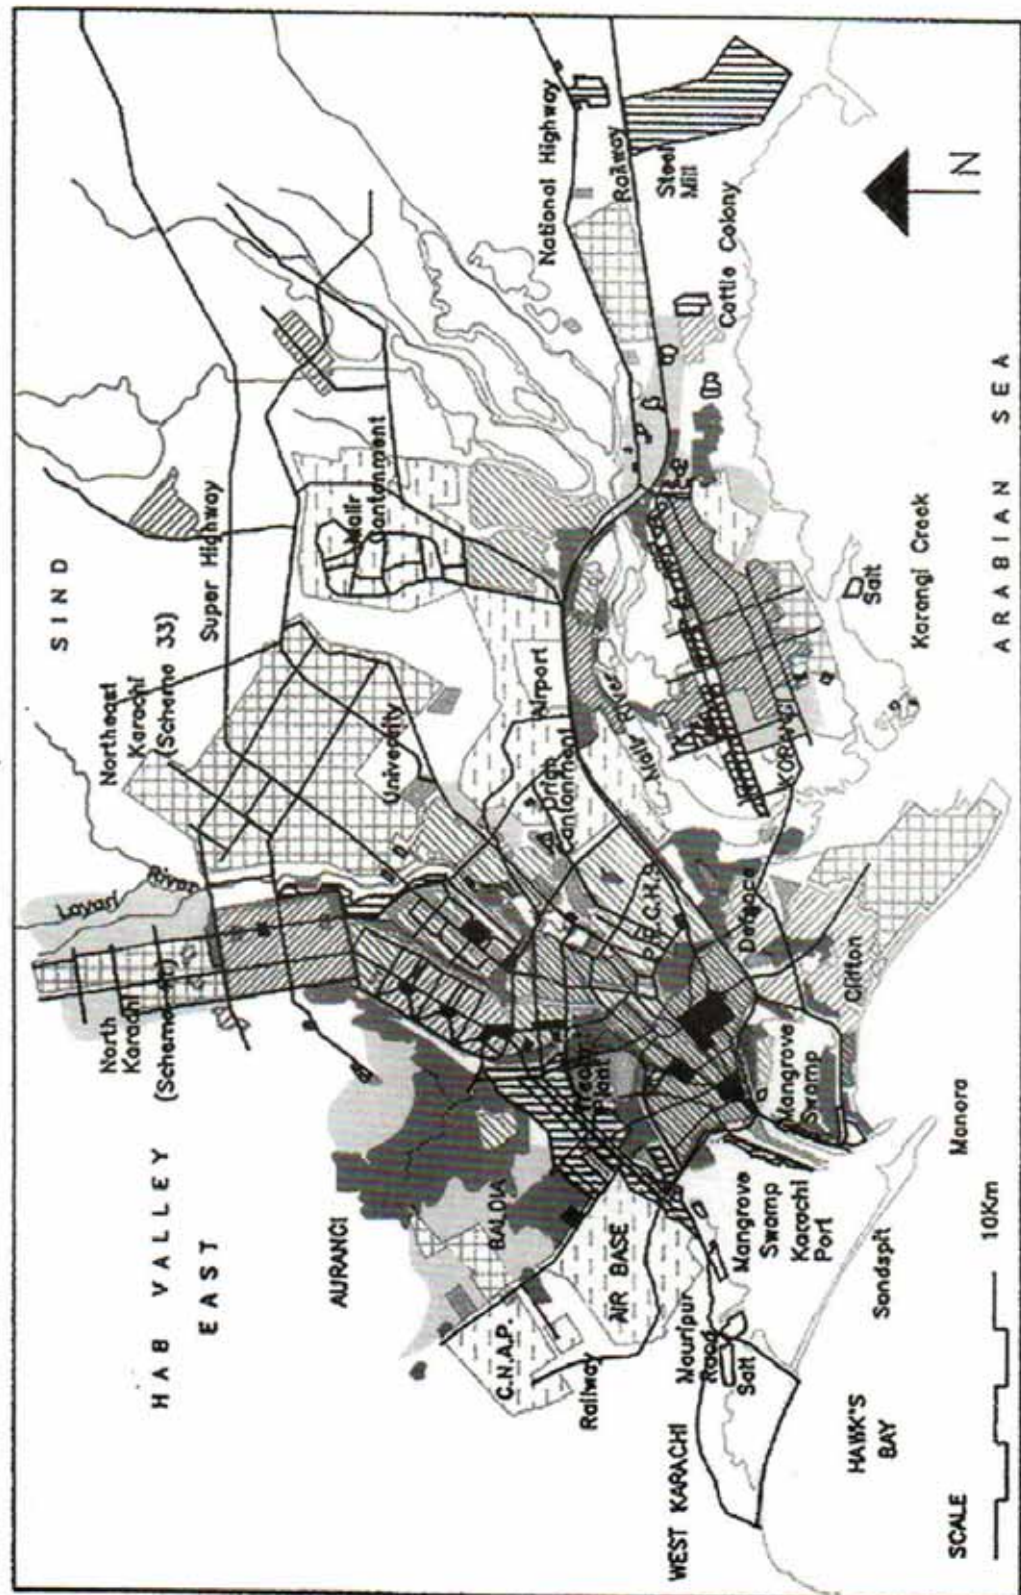 SIND
HAB VALLEY
EAST
North
Karachi
Layari
River
Northeast
Karachi
(Scheme 33)
Super Highway
AURANGI
Malir
Cantonment
University
BALDIA
C.N.A.P.
Railway
AIR BASE
Airport
Drigh
Cantonment
P.E.C.H.S.
National Highway
Railway
Steel
Mill
Malir River
KORANGI
Defence
Clifton
Mangrove
Swamp
Mauripur
Road
Salt
Mangrove
Swamp
Karachi
Port
Cattle Colony
Salt
Karangi Creek
WEST KARACHI
HAWK'S
BAY
Sandspit
Manora
ARABIAN SEA
SCALE
10Km
N